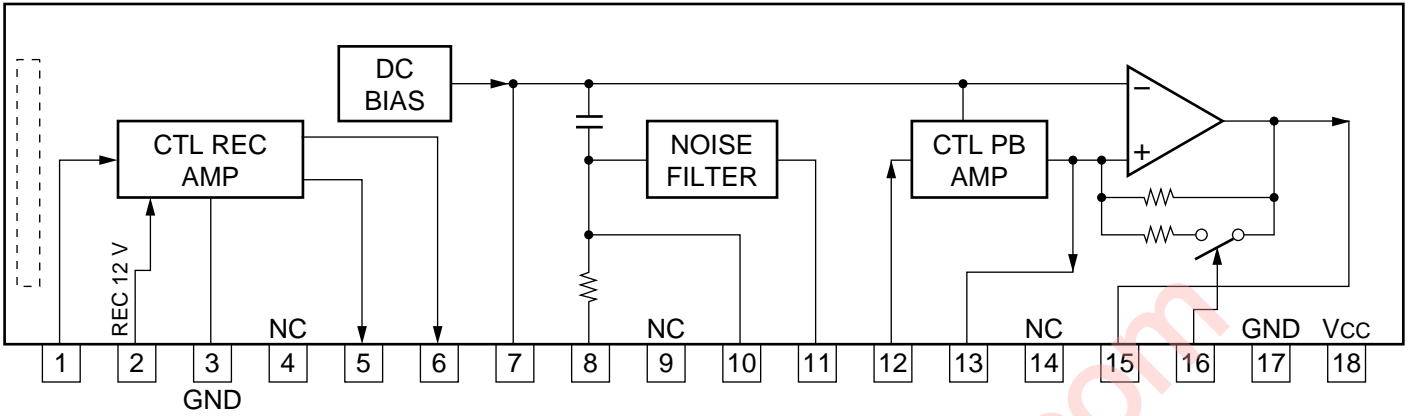 DC
BIAS
CTL REC
AMP
NOISE
FILTER
CTL PB
AMP
−
+
REC 12 V
NC
NC
NC
GND
VCC
1
2
3
4
5
6
7
8
9
10
11
12
13
14
15
16
17
18
GND
com